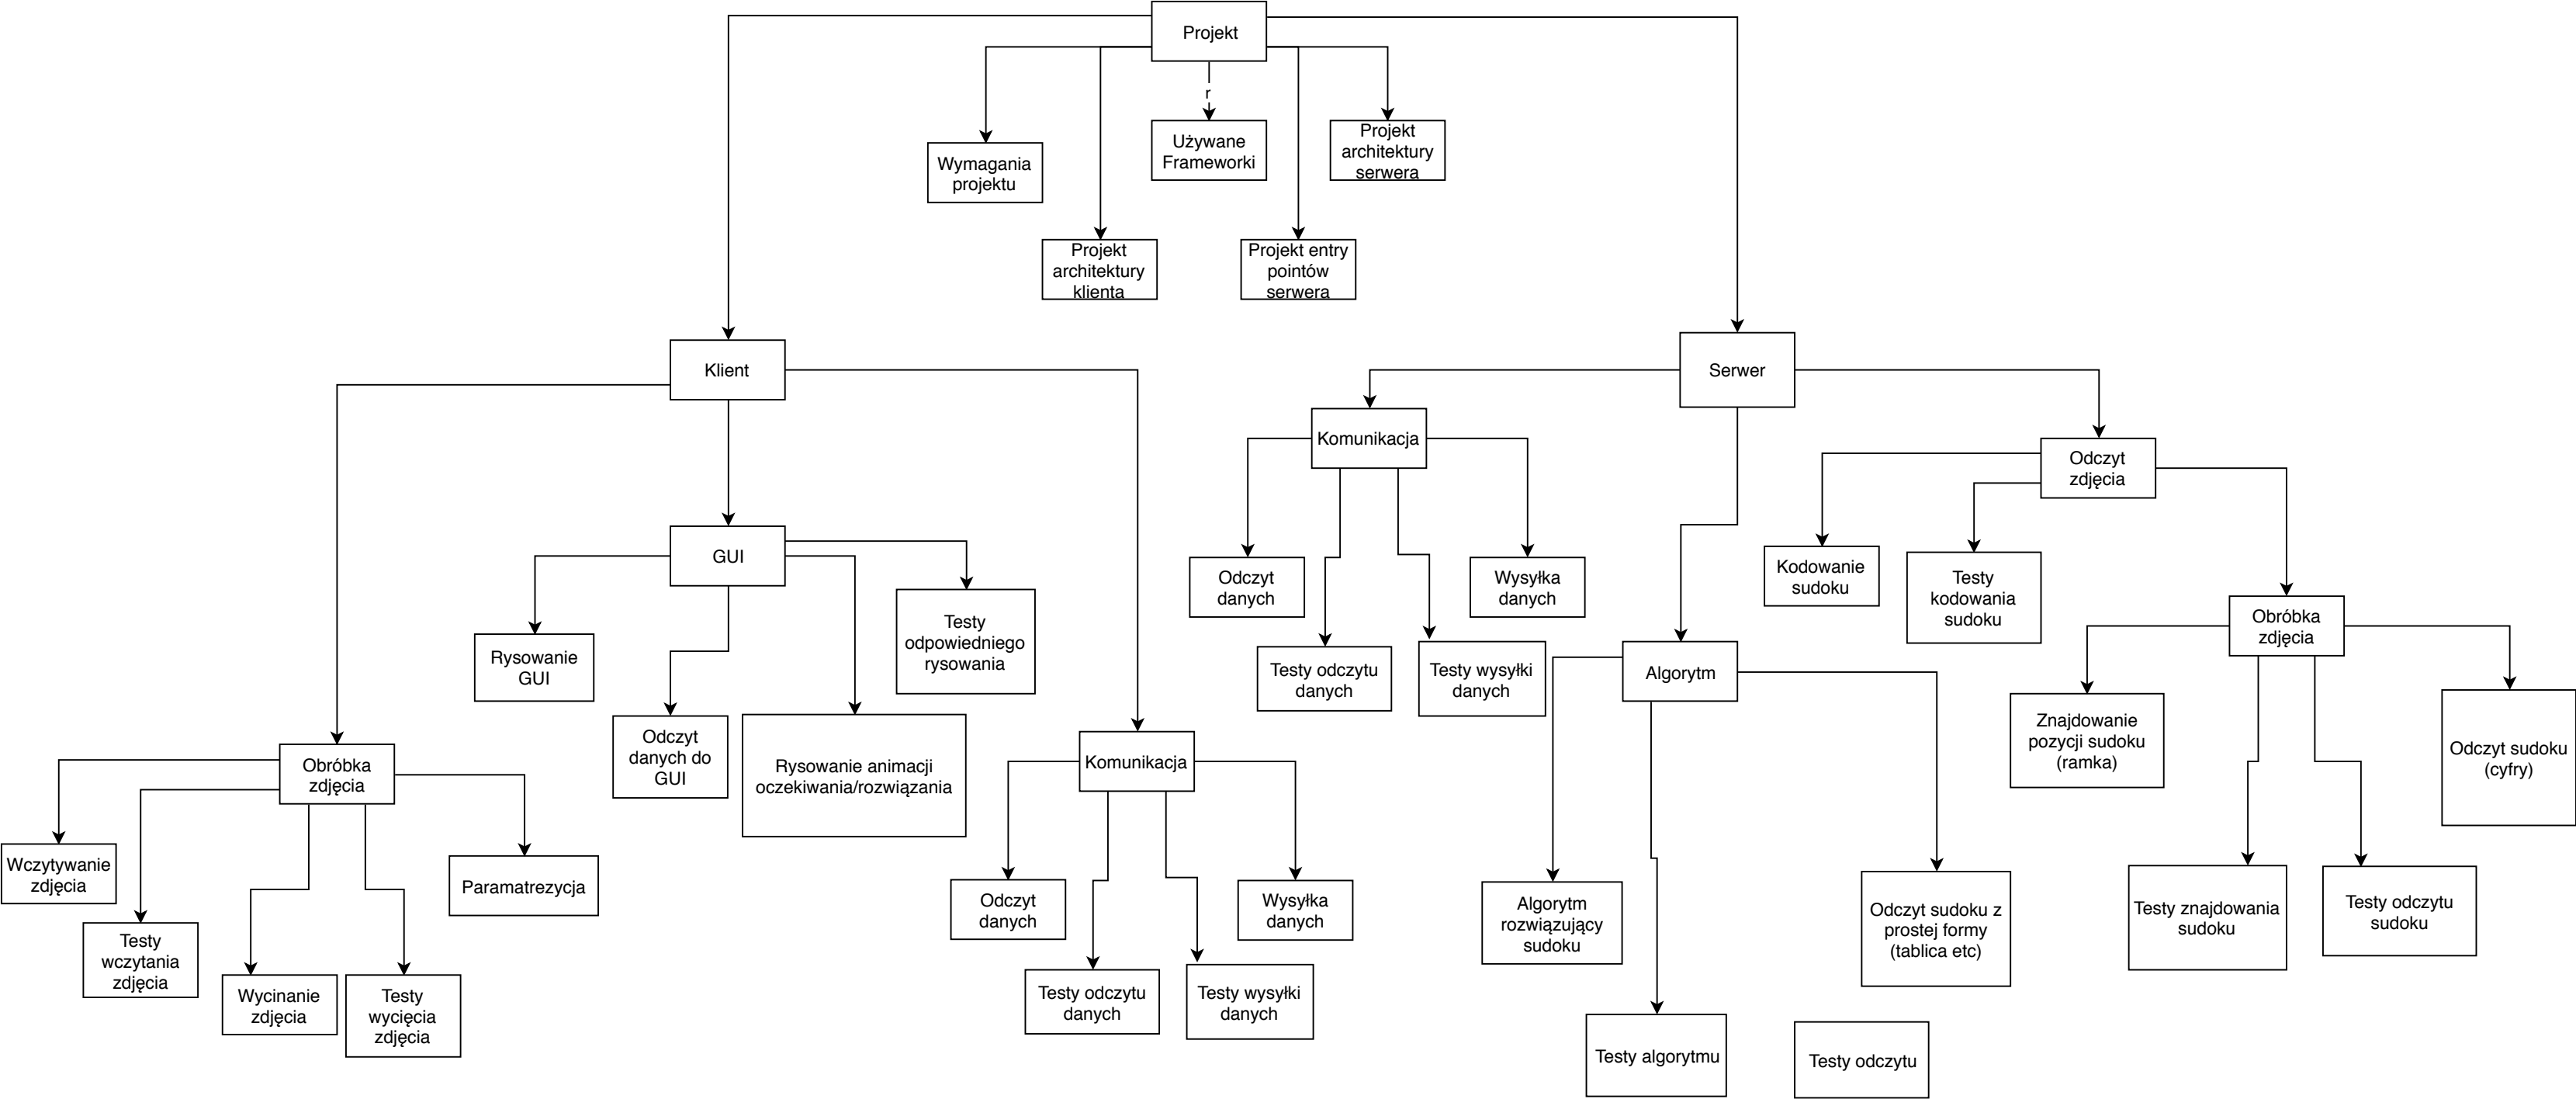 Projekt
r
Używane
Frameworki
Projekt
architektury
serwera
Wymagania
projektu
Projekt
architektury
klienta
Projekt entry
pointów
serwera
Klient
Serwer
Komunikacja
Odczyt
zdjęcia
GUI
Odczyt
danych
Wysyłka
danych
Kodowanie
sudoku
Testy
kodowania
sudoku
Obróbka
zdjęcia
Rysowanie
GUI
Testy
odpowiedniego
rysowania
Testy odczytu
danych
Testy wysyłki
danych
Algorytm
Znajdowanie
pozycji sudoku
(ramka)
Odczyt sudoku
(cyfry)
Odczyt
danych do
GUI
Rysowanie animacji
oczekiwania/rozwiązania
Obróbka
zdjęcia
Komunikacja
Wczytywanie
zdjęcia
Paramatrezycja
Testy
wczytania
zdjęcia
Wycinanie
zdjęcia
Testy
wycięcia
zdjęcia
Odczyt
danych
Wysyłka
danych
Testy odczytu
danych
Testy wysyłki
danych
Algorytm
rozwiązujący
sudoku
Odczyt sudoku z
prostej formy
(tablica etc)
Testy znajdowania
sudoku
Testy odczytu
sudoku
Testy algorytmu
Testy odczytu